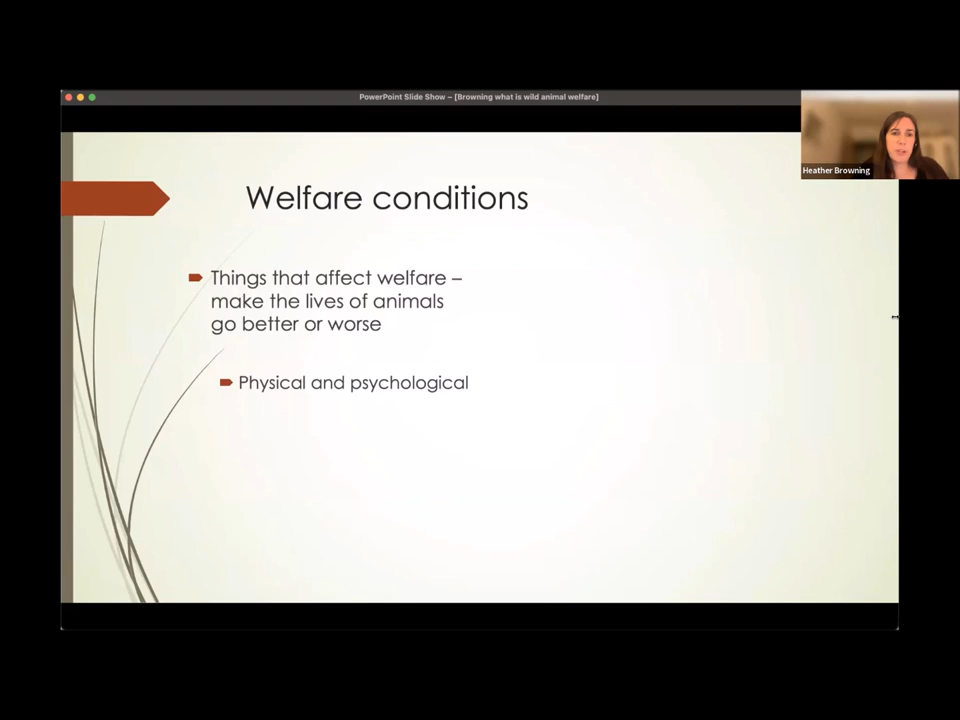 PowerPoint Slide Show – [Browning what is wild animal welfare]
Heather Browning
Welfare conditions
Things that affect welfare –
make the lives of animals
go better or worse
Physical and psychological